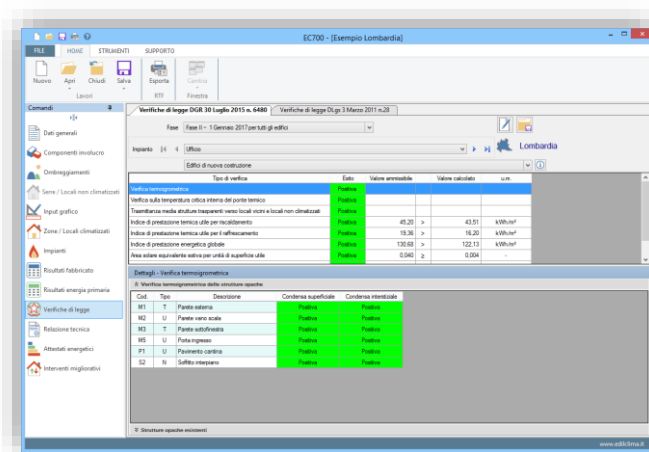 EC700 - [Esempio Lombardia]
FILE HOME STRUMENTI SUPPORTO
Nuovo Apri Chiudi Salva Esporta Cambia
Lavori RTF Finestra
Comandi
Verifiche di legge DGR 30 Luglio 2015 n. 6480 Verifiche di legge DLgs 3 Marzo 2011 n.28
Fase Fase II - 1 Gennaio 2017 per tutti gli edifici
Impianto Ufficio Lombardia
Edifici di nuova costruzione
Dati generali
Componenti involucro
Ombreggiamenti
Serre / Locali non climatizzati
Input grafico
Zone / Locali climatizzati
Impianti
Risultati fabbricato
Risultati energia primaria
Verifiche di legge
Relazione tecnica
Attestati energetici
Interventi migliorativi
Tipo di verifica Esito Valore ammissibile Valore calcolato u.m.
Verifica termoigrometrica Positiva
Verifica sulla temperatura critica interna del ponte termico Positiva
Trasmittanza media strutture trasparenti verso locali vicini e locali non climatizzati Positiva
Indice di prestazione termica utile per riscaldamento Positiva 45,20 > 43,51 kWh/m²
Indice di prestazione termica utile per il raffrescamento Positiva 19,36 > 16,20 kWh/m²
Indice di prestazione energetica globale Positiva 130,60 > 122,13 kWh/m²
Area solare equivalente estiva per unità di superficie utile Positiva 0,040 ≥ 0,004 -
Dettagli - Verifica termoigrometrica
Verifica termoigrometrica delle strutture opache
Cod. Tipo Descrizione Condensa superficiale Condensa interstiziale
M1 T Parete esterna Positiva Positiva
M2 U Parete vano scale Positiva Positiva
M3 T Parete sottofinestra Positiva Positiva
M5 U Porta ingresso Positiva Positiva
P1 U Pavimento cantina Positiva Positiva
S2 N Soffitto interpiano Positiva Positiva
Strutture opache esistenti
www.edilclima.it